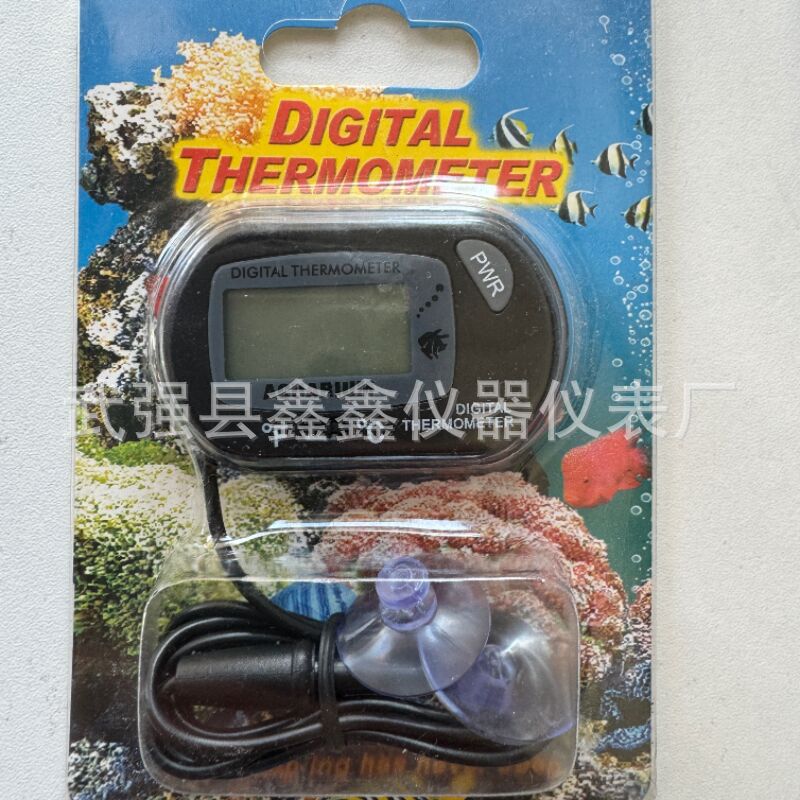 DIGITAL
THERMOMETER
DIGITAL THERMOMETER
PWR
武强县鑫鑫仪器仪表厂
DIGITAL
THERMOMETER
°F
°C